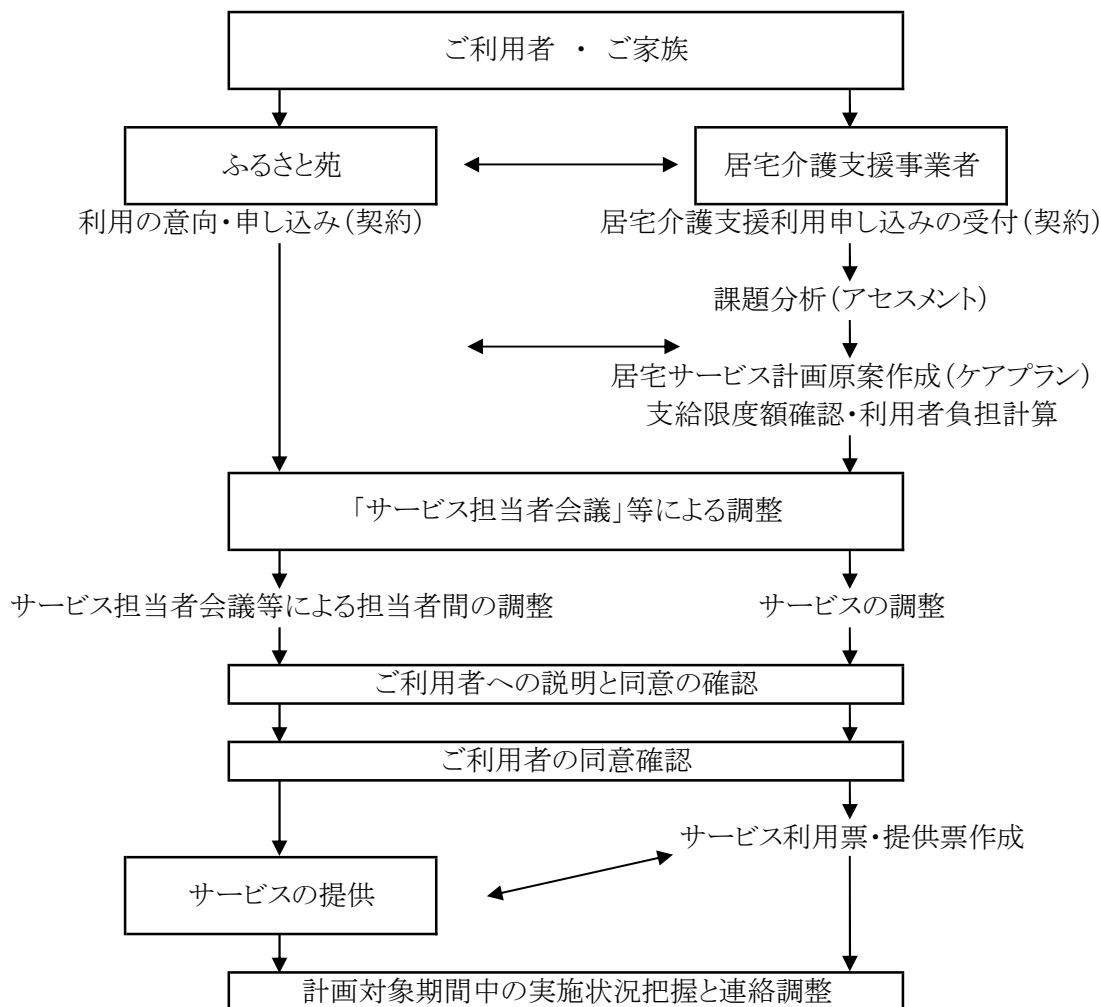 ご利用者 ・ ご家族
ふるさと苑
居宅介護支援事業者
利用の意向・申し込み(契約)
居宅介護支援利用申し込みの受付(契約)
課題分析(アセスメント)
居宅サービス計画原案作成(ケアプラン)
支給限度額確認・利用者負担計算
「サービス担当者会議」等による調整
サービス担当者会議等による担当者間の調整
サービスの調整
ご利用者への説明と同意の確認
ご利用者の同意確認
サービス利用票・提供票作成
サービスの提供
計画対象期間中の実施状況把握と連絡調整